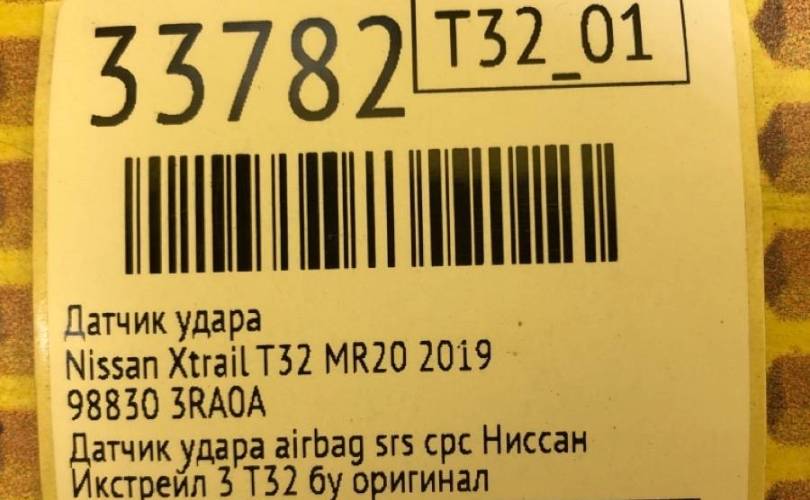 33782
T32_01
Датчик удара
Nissan Xtrail T32 MR20 2019
98830 3RA0A
Датчик удара airbag srs срс Ниссан
Икстрейл 3 Т32 бу оригинал